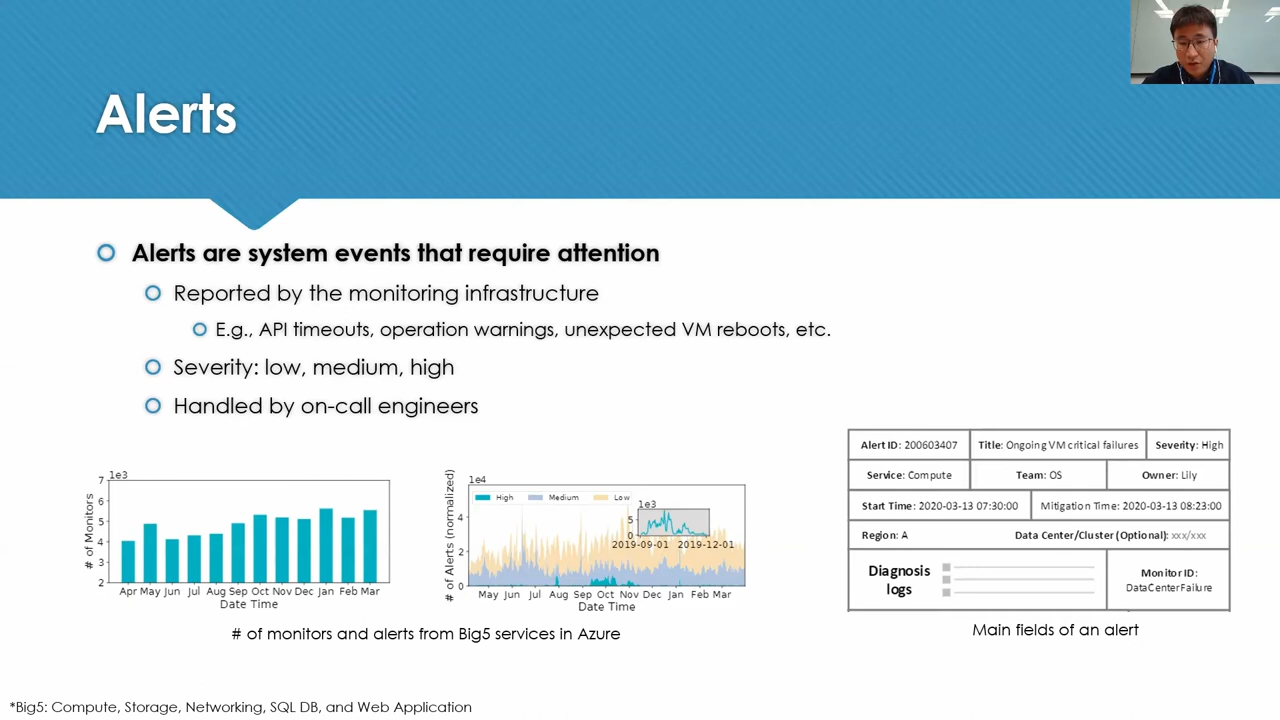 Alerts
Alerts are system events that require attention
Reported by the monitoring infrastructure
E.g., API timeouts, operation warnings, unexpected VM reboots, etc.
Severity: low, medium, high
Handled by on-call engineers
1e3
7
6
5
4
3
2
# of Monitors
Apr May Jun Jul Aug Sep Oct Nov Dec Jan Feb Mar
Date Time
1e4
4
2
0
# of Alerts (normalized)
High Medium Low
1e3
5
0
2019-09-01 2019-12-01
May Jun Jul Aug Sep Oct Nov Dec Jan Feb Mar
Date Time
# of monitors and alerts from Big5 services in Azure
Alert ID: 200603407 Title: Ongoing VM critical failures Severity: High
Service: Compute Team: OS Owner: Lily
Start Time: 2020-03-13 07:30:00 Mitigation Time: 2020-03-13 08:23:00
Region: A Data Center/Cluster (Optional): xxx/xxx
Diagnosis
logs
Monitor ID:
DataCenterFailure
Main fields of an alert
*Big5: Compute, Storage, Networking, SQL DB, and Web Application